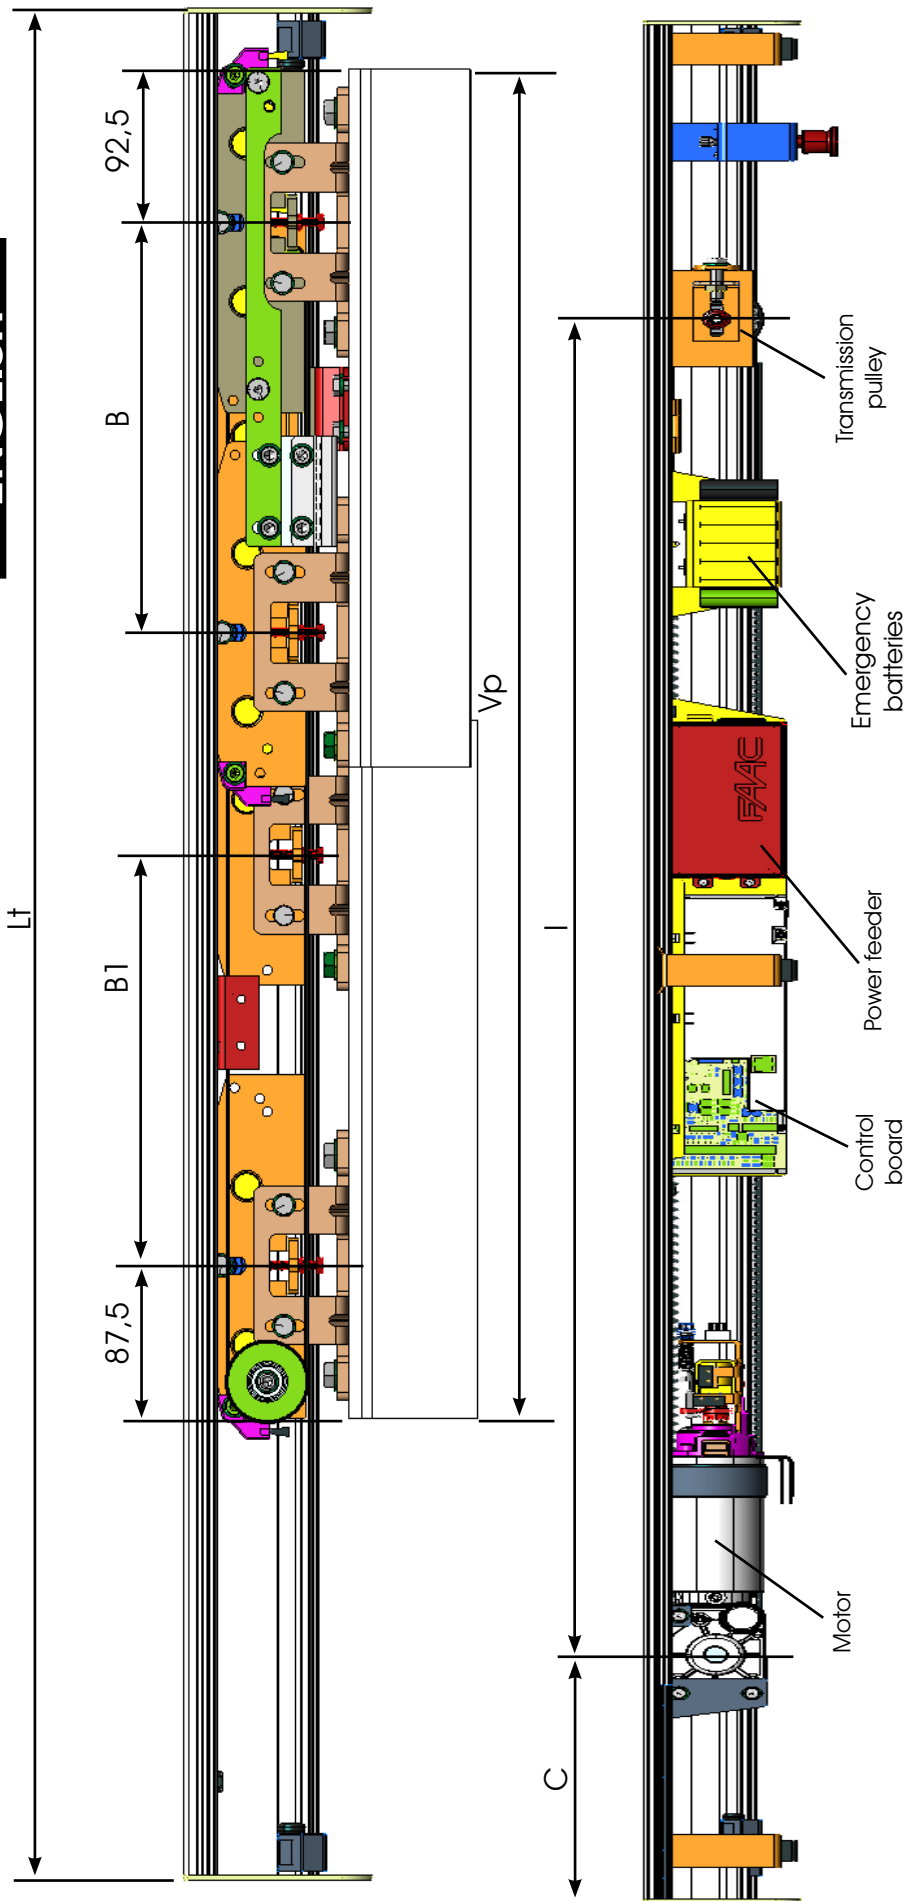 Lt
87,5
B1
B
92,5
Vp
C
I
FAAC
Motor
Control
board
Power feeder
Emergency
batteries
Transmission
pulley